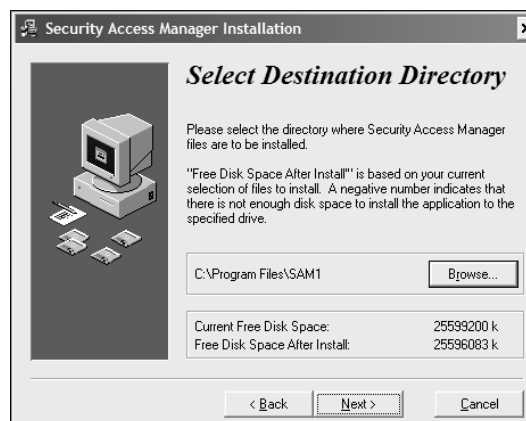 Security Access Manager Installation
Select Destination Directory
Please select the directory where Security Access Manager
files are to be installed.
"Free Disk Space After Install" is based on your current
selection of files to install. A negative number indicates that
there is not enough disk space to install the application to the
specified drive.
C:\Program Files\SAM1
Browse...
Current Free Disk Space: 25599200 k
Free Disk Space After Install: 25596083 k
< Back Next > Cancel